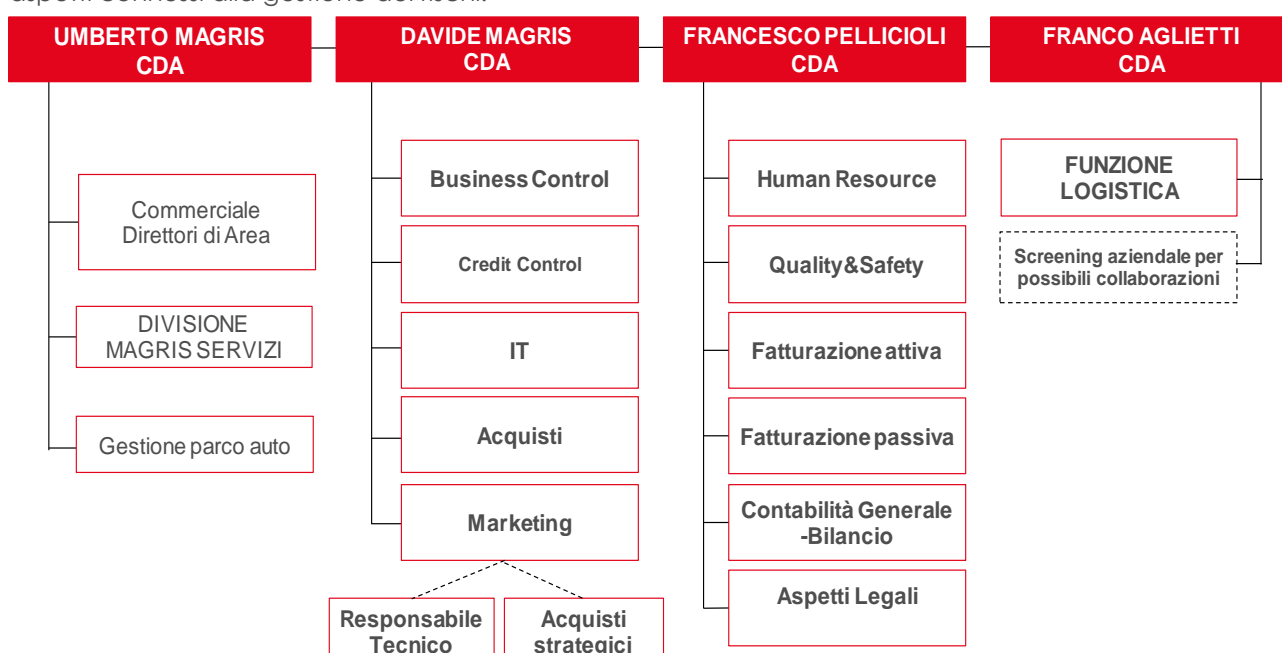 UMBERTO MAGRIS
CDA
DAVIDE MAGRIS
CDA
FRANCESCO PELLICIOLI
CDA
FRANCO AGLIETTI
CDA
Commerciale
Direttori di Area
DIVISIONE
MAGRIS SERVIZI
Gestione parco auto
Business Control
Credit Control
IT
Acquisti
Marketing
Responsabile
Tecnico
Acquisti
strategici
Human Resource
Quality&Safety
Fatturazione attiva
Fatturazione passiva
Contabilità Generale
-Bilancio
Aspetti Legali
FUNZIONE
LOGISTICA
Screening aziendale per
possibili collaborazioni